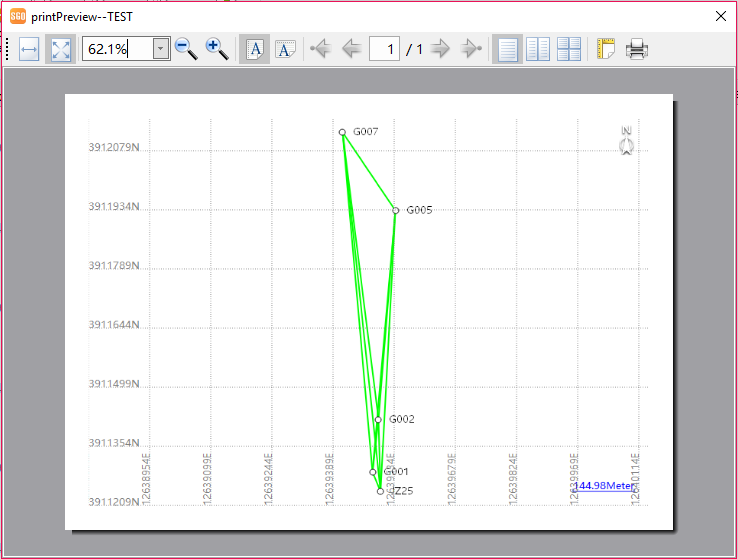 SGO printPreview--TEST
62.1% 1 / 1
G007
N
3912079N
G005
3911934N
3911789N
3911644N
3911499N
G002
3911354N
G001
JZ25
144.98Meter
3911209N
12638954E
12639099E
12639244E
12639389E
12639679E
12639824E
12639969E
12640114E